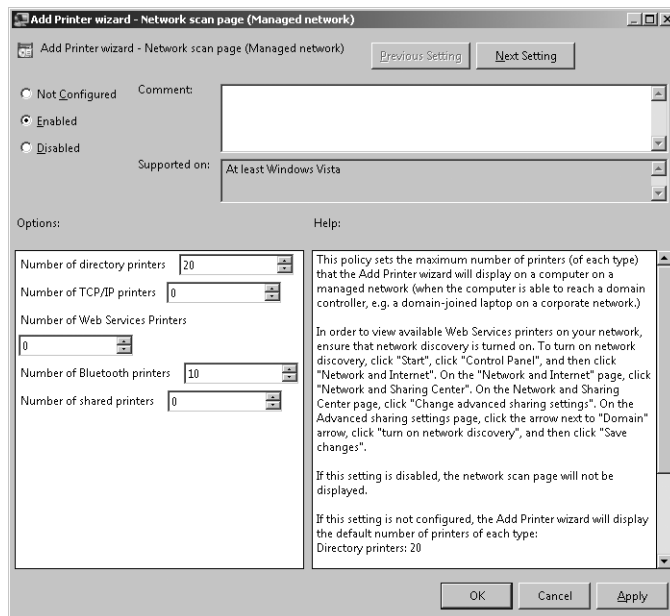 Add Printer wizard - Network scan page (Managed network)
Add Printer wizard - Network scan page (Managed network)
Previous Setting
Next Setting
Not Configured
Comment:
Enabled
Disabled
Supported on:
At least Windows Vista
Options:
Help:
Number of directory printers 20
Number of TCP/IP printers 0
Number of Web Services Printers
0
Number of Bluetooth printers 10
Number of shared printers 0
This policy sets the maximum number of printers (of each type)
that the Add Printer wizard will display on a computer on a
managed network (when the computer is able to reach a domain
controller, e.g. a domain-joined laptop on a corporate network.)
In order to view available Web Services printers on your network,
ensure that network discovery is turned on. To turn on network
discovery, click "Start", click "Control Panel", and then click
"Network and Internet". On the "Network and Internet" page, click
"Network and Sharing Center". On the Network and Sharing
Center page, click "Change advanced sharing settings". On the
Advanced sharing settings page, click the arrow next to "Domain"
arrow, click "turn on network discovery", and then click "Save
changes".
If this setting is disabled, the network scan page will not be
displayed.
If this setting is not configured, the Add Printer wizard will display
the default number of printers of each type:
Directory printers: 20
OK
Cancel
Apply